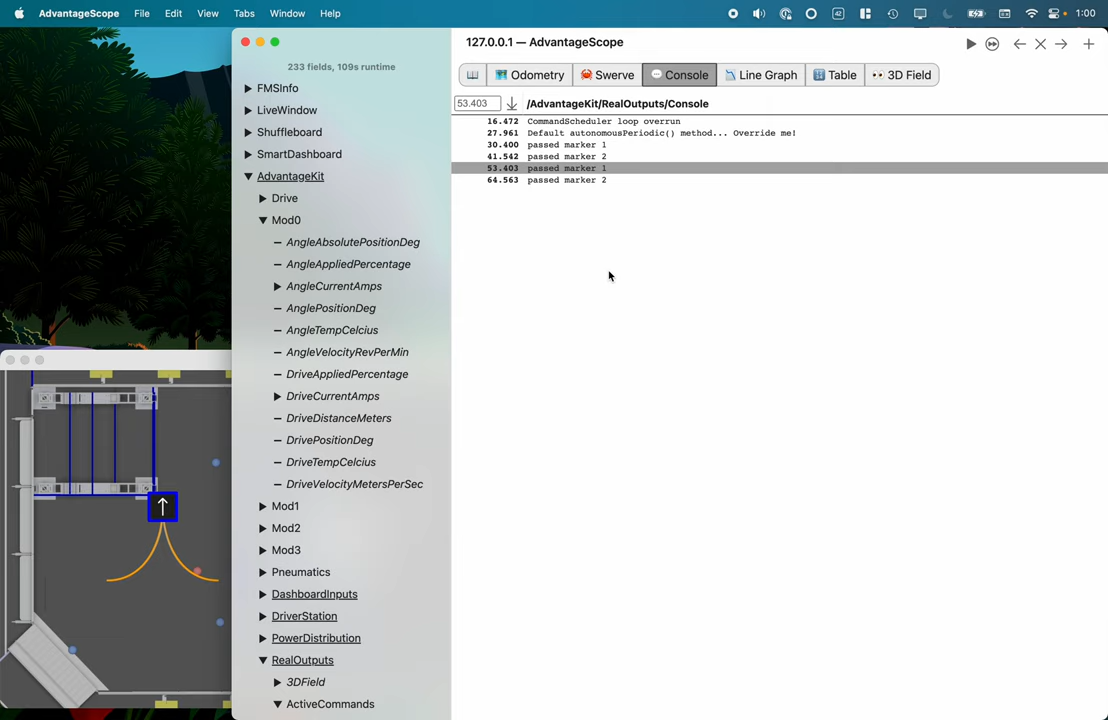 AdvantageScope File Edit View Tabs Window Help 42 1:00
127.0.0.1 — AdvantageScope
233 fields, 109s runtime
Odometry Swerve Console Line Graph Table 3D Field
53.403 /AdvantageKit/RealOutputs/Console
16.472 CommandScheduler loop overrun
27.961 Default autonomousPeriodic() method... Override me!
30.400 passed marker 1
41.542 passed marker 2
53.403 passed marker 1
64.563 passed marker 2
FMSInfo
LiveWindow
Shuffleboard
SmartDashboard
AdvantageKit
Drive
Mod0
AngleAbsolutePositionDeg
AngleAppliedPercentage
AngleCurrentAmps
AnglePositionDeg
AngleTempCelcius
AngleVelocityRevPerMin
DriveAppliedPercentage
DriveCurrentAmps
DriveDistanceMeters
DrivePositionDeg
DriveTempCelcius
DriveVelocityMetersPerSec
Mod1
Mod2
Mod3
Pneumatics
DashboardInputs
DriverStation
PowerDistribution
RealOutputs
3DField
ActiveCommands